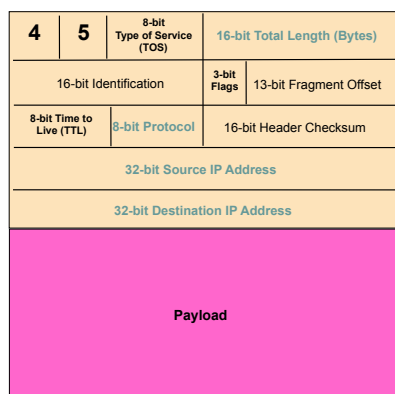 4
5
8-bit
Type of Service
(TOS)
16-bit Total Length (Bytes)
16-bit Identification
3-bit
Flags
13-bit Fragment Offset
8-bit Time to
Live (TTL)
8-bit Protocol
16-bit Header Checksum
32-bit Source IP Address
32-bit Destination IP Address
Payload